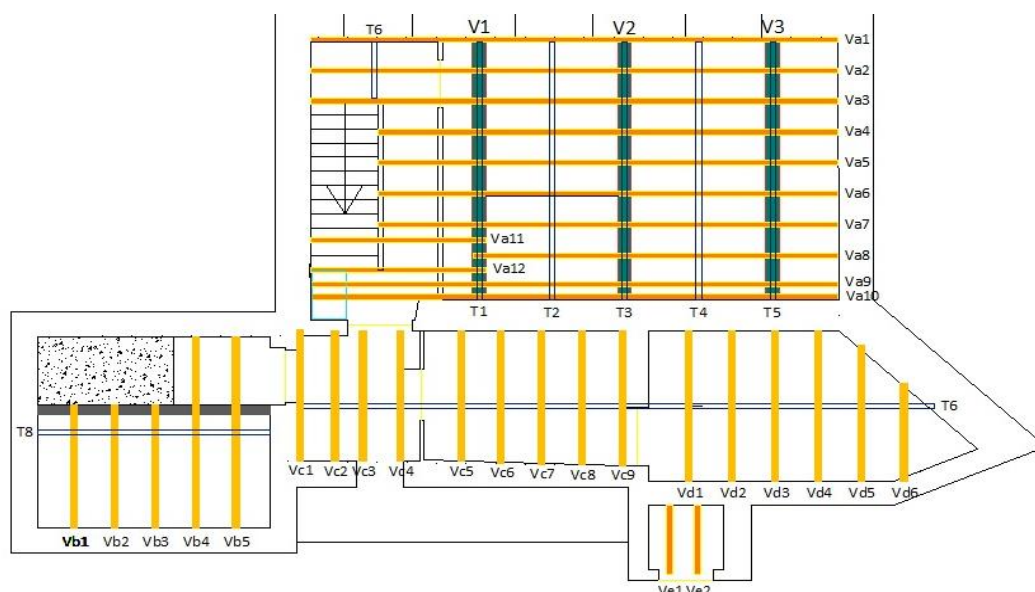 T6 V1 V2 V3
Va1
Va2
Va3
Va4
Va5
Va6
Va7
Va11
Va8
Va12
Va9
Va10
T1 T2 T3 T4 T5
T6
T8
Vc1 Vc2 Vc3 Vc4 Vc5 Vc6 Vc7 Vc8 Vc9
Vd1 Vd2 Vd3 Vd4 Vd5 Vd6
Vb1 Vb2 Vb3 Vb4 Vb5
Ve1 Ve2